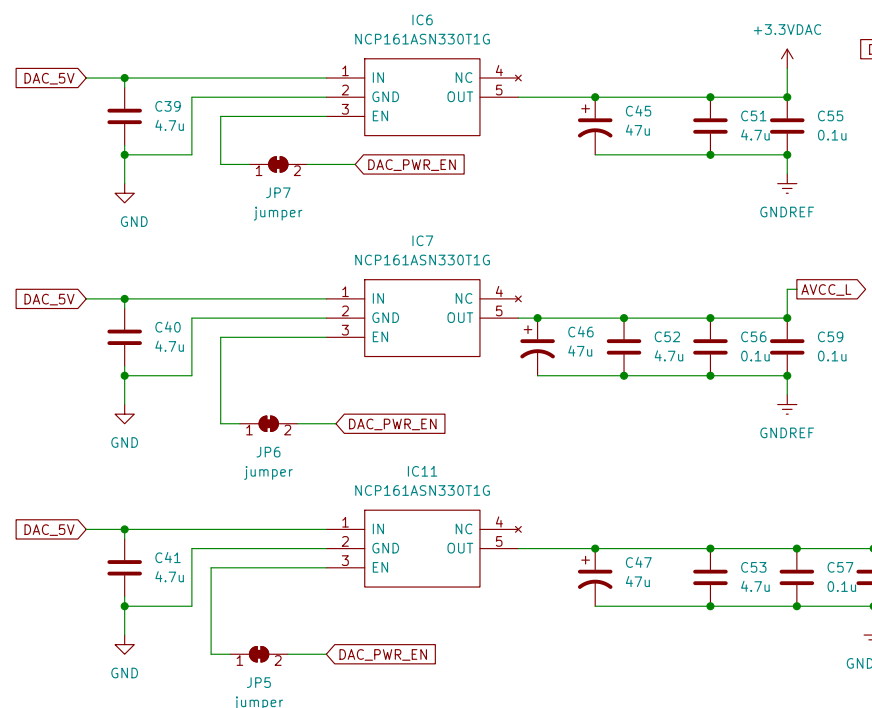 IC6
NCP161ASN330T1G
+3.3VDAC
DAC_5V
1 IN NC 4
2 GND OUT 5
3 EN
C39
4.7u
C45
47u
C51
4.7u
C55
0.1u
1 2
DAC_PWR_EN
JP7
jumper
GND
GNDREF
IC7
NCP161ASN330T1G
DAC_5V
1 IN NC 4
2 GND OUT 5
3 EN
AVCC_L
C40
4.7u
C46
47u
C52
4.7u
C56
0.1u
C59
0.1u
1 2
DAC_PWR_EN
JP6
jumper
GND
GNDREF
IC11
NCP161ASN330T1G
DAC_5V
1 IN NC 4
2 GND OUT 5
3 EN
C41
4.7u
C47
47u
C53
4.7u
C57
0.1u
1 2
DAC_PWR_EN
JP5
jumper
GND